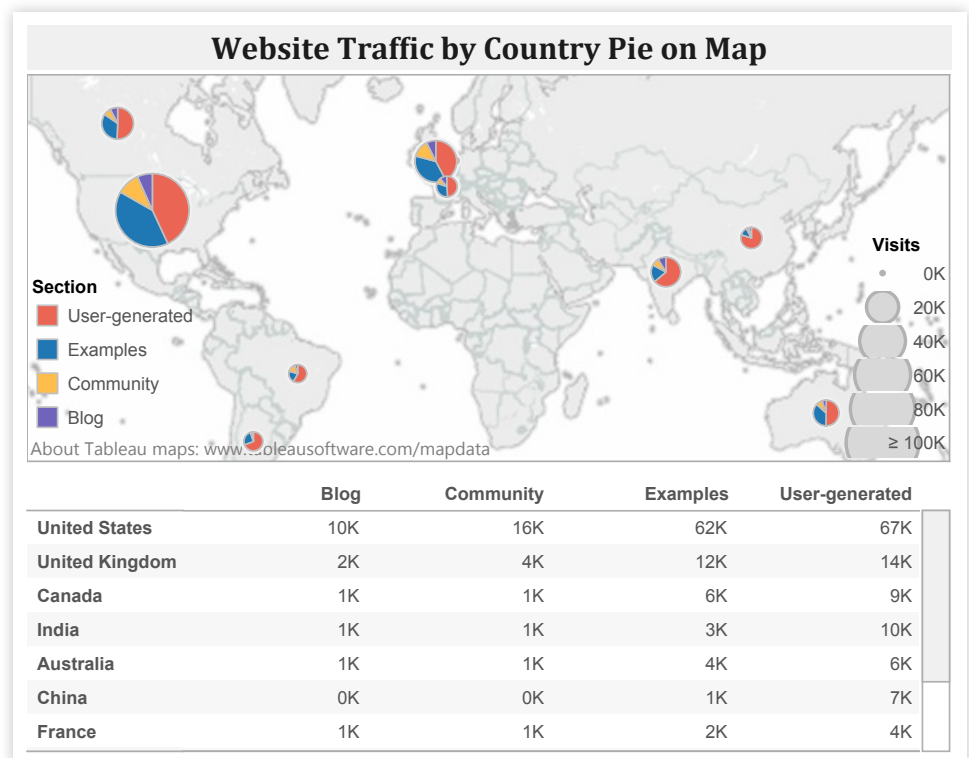 Website Traffic by Country Pie on Map
Visits
0K
20K
40K
60K
80K
≥ 100K
Section
User-generated
Examples
Community
Blog
About Tableau maps: www.tableausoftware.com/mapdata
Blog Community Examples User-generated
United States 10K 16K 62K 67K
United Kingdom 2K 4K 12K 14K
Canada 1K 1K 6K 9K
India 1K 1K 3K 10K
Australia 1K 1K 4K 6K
China 0K 0K 1K 7K
France 1K 1K 2K 4K